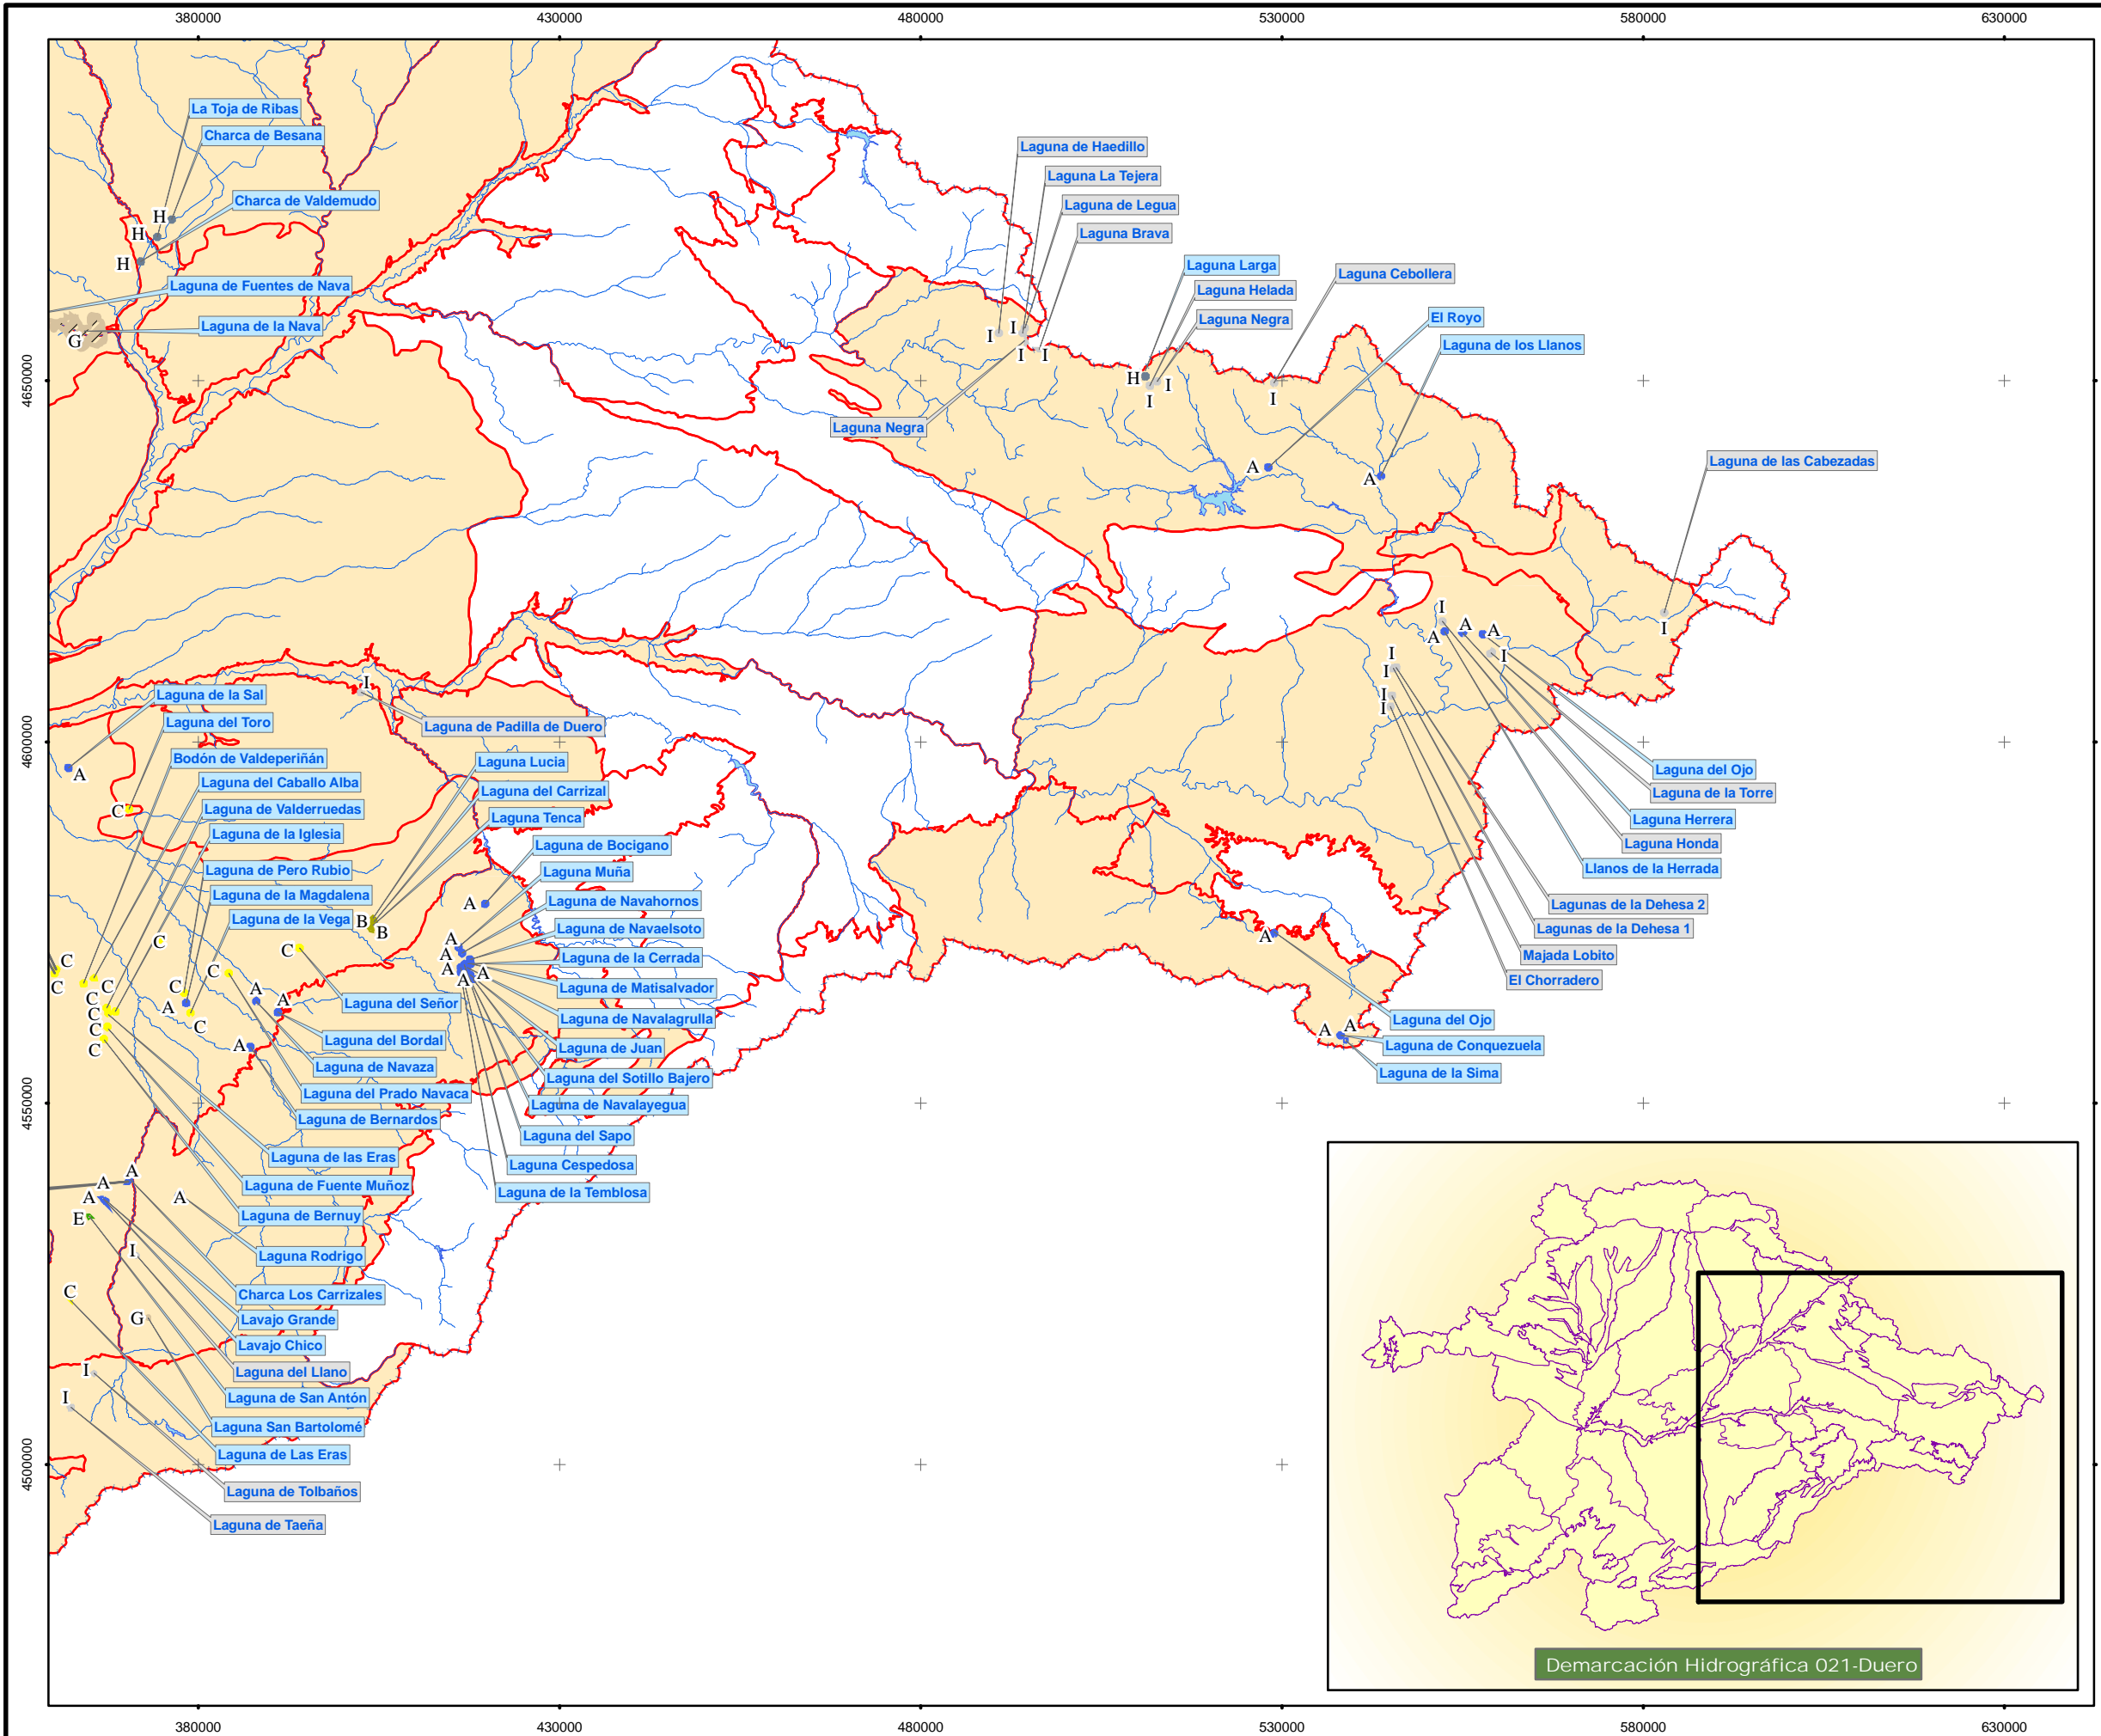 380000 430000 480000 530000 580000 630000
La Toja de Ribas
Charca de Besana
Laguna de Haedillo
Laguna La Tejera
Charca de Valdemudo
Laguna de Legua
H
H
Laguna Brava
H
Laguna Larga
Laguna Cebollera
Laguna de Fuentes de Nava
Laguna Helada
El Royo
Laguna de la Nava
Laguna Negra
G
I
I
I
I
Laguna de los Llanos
4650000
H
I
I
I
Laguna Negra
Laguna de las Cabezadas
A
A
I
A
A
A
I
I
I
I
I
I
I
Laguna de la Sal
Laguna del Toro
Laguna de Padilla de Duero
4600000
Bodón de Valdeperiñán
Laguna Lucia
A
Laguna del Ojo
Laguna del Caballo Alba
Laguna del Carrizal
Laguna de la Torre
Laguna de Valderruedas
C
Laguna Tenca
Laguna Herrera
Laguna de la Iglesia
Laguna de Bocigano
Laguna Honda
Laguna de Pero Rubio
Laguna Muña
Llanos de la Herrada
Laguna de la Magdalena
Laguna de Navahornos
A
Lagunas de la Dehesa 2
Laguna de la Vega
B
B
Laguna de Navaelsoto
Lagunas de la Dehesa 1
A
C
C
A
Laguna de la Cerrada
Majada Lobito
A
C
C
A
A
El Chorradero
C
C
C
A
Laguna de Matisalvador
Laguna del Señor
C
A
A
A
C
C
Laguna de Navalagrulla
Laguna del Ojo
C
C
A
A
Laguna del Bordal
Laguna de Juan
Laguna de Conquezuela
C
A
Laguna de Navaza
Laguna del Sotillo Bajero
Laguna de la Sima
Laguna del Prado Navaca
Laguna de Navalayegua
4550000
Laguna de Bernardos
Laguna del Sapo
Laguna de las Eras
Laguna Cespedosa
Laguna de Fuente Muñoz
Laguna de la Temblosa
A
A
A
A
E
Laguna de Bernuy
Laguna Rodrigo
I
C
Charca Los Carrizales
G
Lavajo Grande
Lavajo Chico
I
Laguna del Llano
I
Laguna de San Antón
Laguna San Bartolomé
Laguna de Las Eras
4500000
Laguna de Tolbaños
Laguna de Taeña
Demarcación Hidrográfica 021-Duero
380000 430000 480000 530000 580000 630000